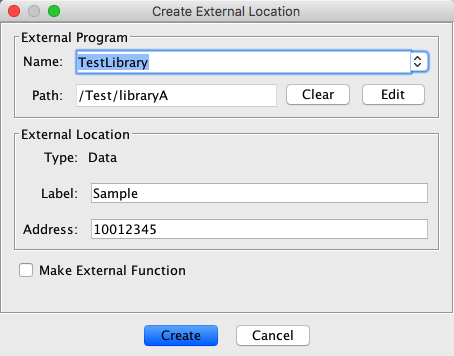 Create External Location
External Program
Name: TestLibrary
Path: /Test/libraryA Clear Edit
External Location
Type: Data
Label: Sample
Address: 10012345
Make External Function
Create Cancel